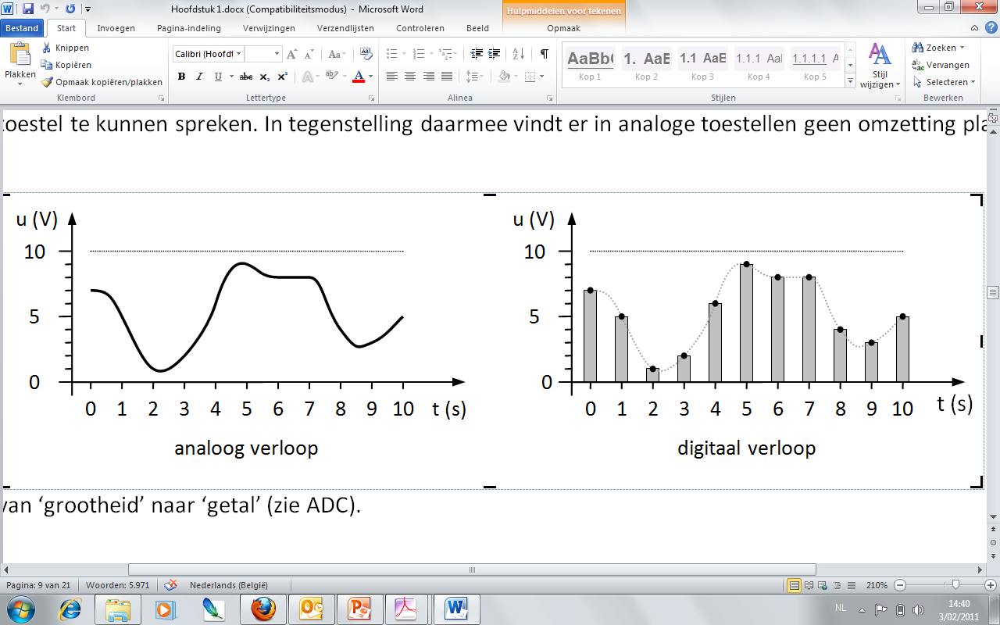 Hoofdstuk 1.docx (Compatibiliteitsmodus) - Microsoft Word
Hulpmiddelen voor tekenen
Bestand Start Invoegen Pagina-indeling Verwijzingen Verzendlijsten Controleren Beeld Opmaak
Plakken
Knippen
Kopiëren
Opmaak kopiëren/plakken
Klembord
Calibri (Hoofdt
Lettertype
Alinea
AaBb( 1. AaE 1.1 AaE 1.1.1 Aal 1.1.1.1 A
Kop 1 Kop 2 Kop 3 Kop 4 Kop 5
Stijl wijzigen
Stijlen
Zoeken
Vervangen
Selecteren
Bewerken
toestel te kunnen spreken. In tegenstelling daarmee vindt er in analoge toestellen geen omzetting pla
u (V)
10
5
0
0 1 2 3 4 5 6 7 8 9 10 t (s)
analoog verloop
u (V)
10
5
0
0 1 2 3 4 5 6 7 8 9 10 t (s)
digitaal verloop
van ‘grootheid’ naar ‘getal’ (zie ADC).
Pagina: 9 van 21 Woorden: 5.971 Nederlands (België) 210%
NL 14:40
3/02/2011